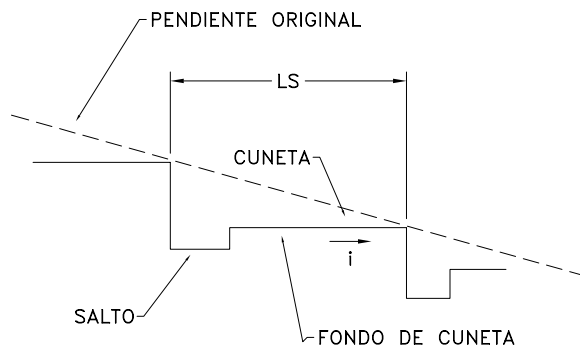 PENDIENTE ORIGINAL
LS
CUNETA
i
SALTO
FONDO DE CUNETA